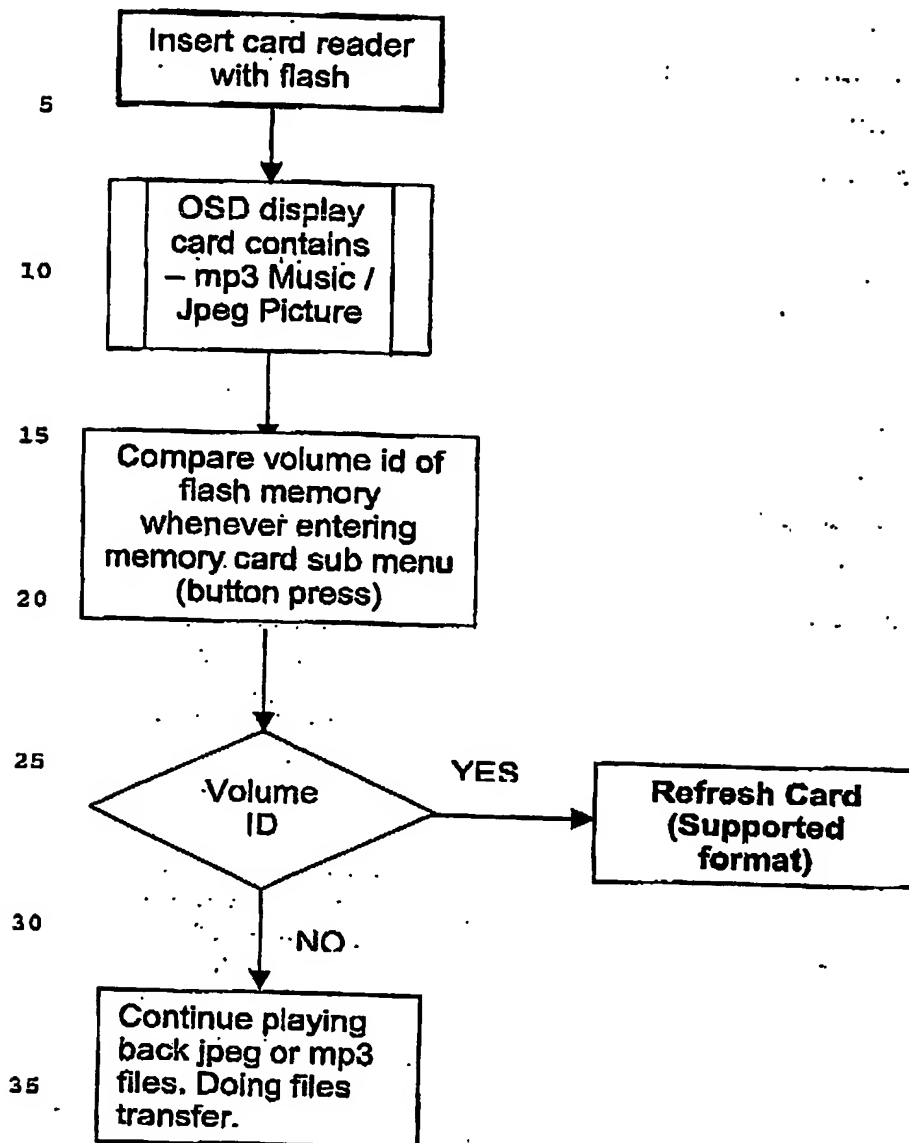 Insert card reader
with flash
5
OSD display
card contains
10
– mp3 Music /
Jpeg Picture
15
Compare volume id of
flash memory
whenever entering
memory card sub menu
(button press)
20
25
Volume
ID
YES
Refresh Card
(Supported
format)
30
NO
Continue playing
back jpeg or mp3
files. Doing files
transfer.
35